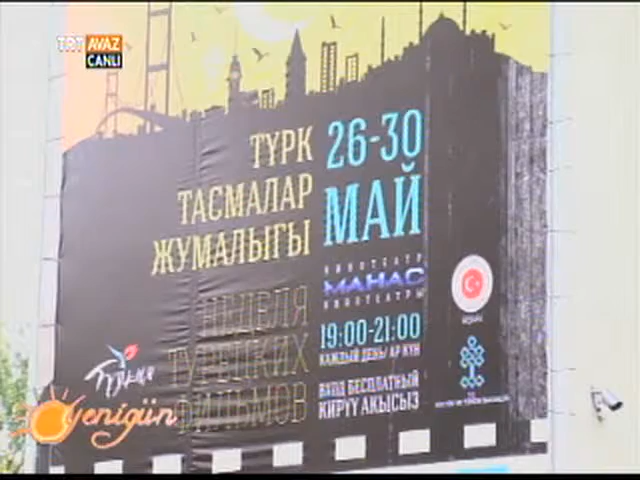 TRT AVAZ
CANLI
ТҮРК
ТАСМАЛАР
ЖУМАЛЫГЫ
26-30
МАЙ
КИНОТЕАТР
МАНАС
КИНОТЕАТРЫ
НЕДЕЛЯ
ТУРЕЦКИХ
ФИЛЬМОВ
19:00-21:00
КАЖДЫЙ ДЕНЬ/ АР КҮН
ВХОД БЕСПЛАТНЫЙ
КИРҮҮ АКЫСЫЗ
yenigün